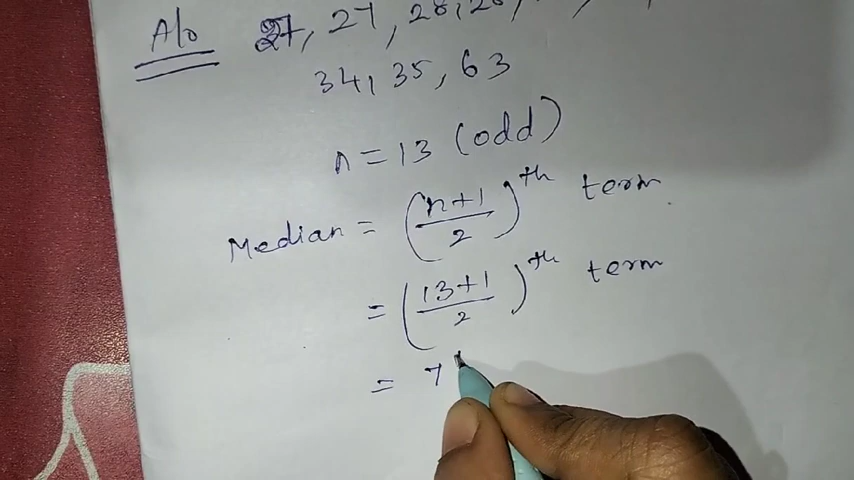 A/o 27, 27, 28, 28,
34, 35, 63
n = 13 (odd)
Median = (n+1/2)th term
= (13+1/2)th term
= 7